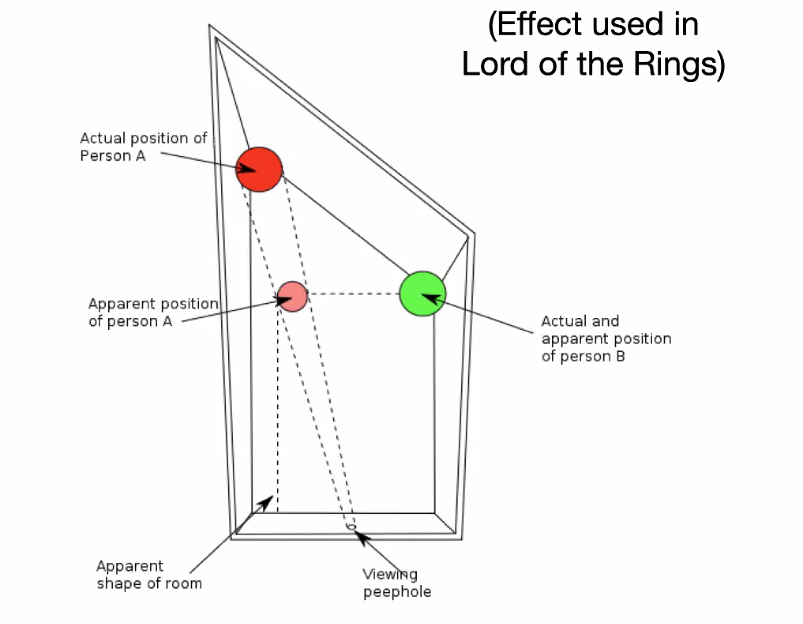 (Effect used in
Lord of the Rings)
Actual position of
Person A
Apparent position
of person A
Actual and
apparent position
of person B
Apparent
shape of room
Viewing
peephole